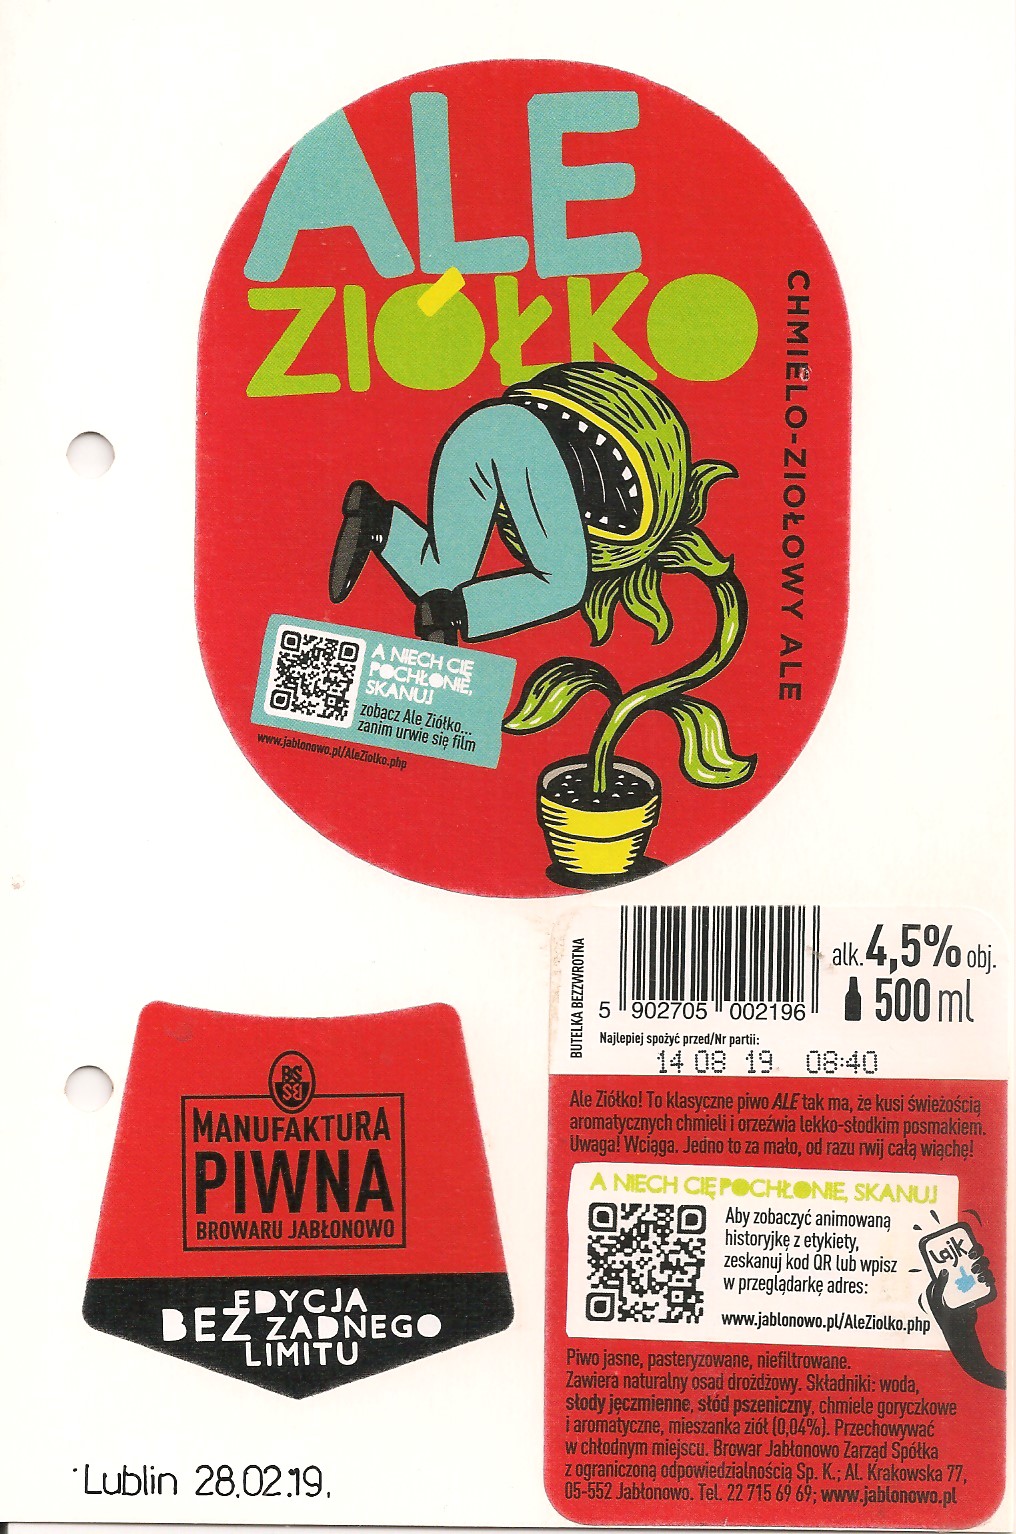 ALE
ZIÓŁKO
CHMIELO-ZIOŁOWY ALE
A NIECH CIĘ
POCHŁONIE,
SKANUJ
zobacz Ale Ziółko...
zanim urwie się film
www.jablonowo.pl/AleZiolko.php
BUTELKA BEZZWROTNA
5 902705 002196
alk. 4,5% obj.
500 ml
Najlepiej spożyć przed/Nr partii:
14 08 19 08:40
Ale Ziółko! To klasyczne piwo ALE tak ma, że kusi świeżością
aromatycznych chmieli i orzeźwia lekko-słodkim posmakiem.
Uwaga! Wciąga. Jedno to za mało, od razu rwij całą wiąchę!
A NIECH CIĘ POCHŁONIE, SKANUJ
Aby zobaczyć animowaną
historyjkę z etykiety,
zeskanuj kod QR lub wpisz
w przeglądarkę adres:
www.jablonowo.pl/AleZiolko.php
Lajk
Piwo jasne, pasteryzowane, niefiltrowane.
Zawiera naturalny osad drożdżowy. Składniki: woda,
słody jęczmienne, słód pszeniczny, chmiele goryczkowe
i aromatyczne, mieszanka ziół (0,04%). Przechowywać
w chłodnym miejscu. Browar Jabłonowo Zarząd Spółka
z ograniczoną odpowiedzialnością Sp. K.; Al. Krakowska 77,
05-552 Jabłonowo. Tel. 22 715 69 69; www.jablonowo.pl
BS
BS
MANUFAKTURA
PIWNA
BROWARU JABŁONOWO
EDYCJA
BEZ ŻADNEGO
LIMITU
Lublin 28.02.19.